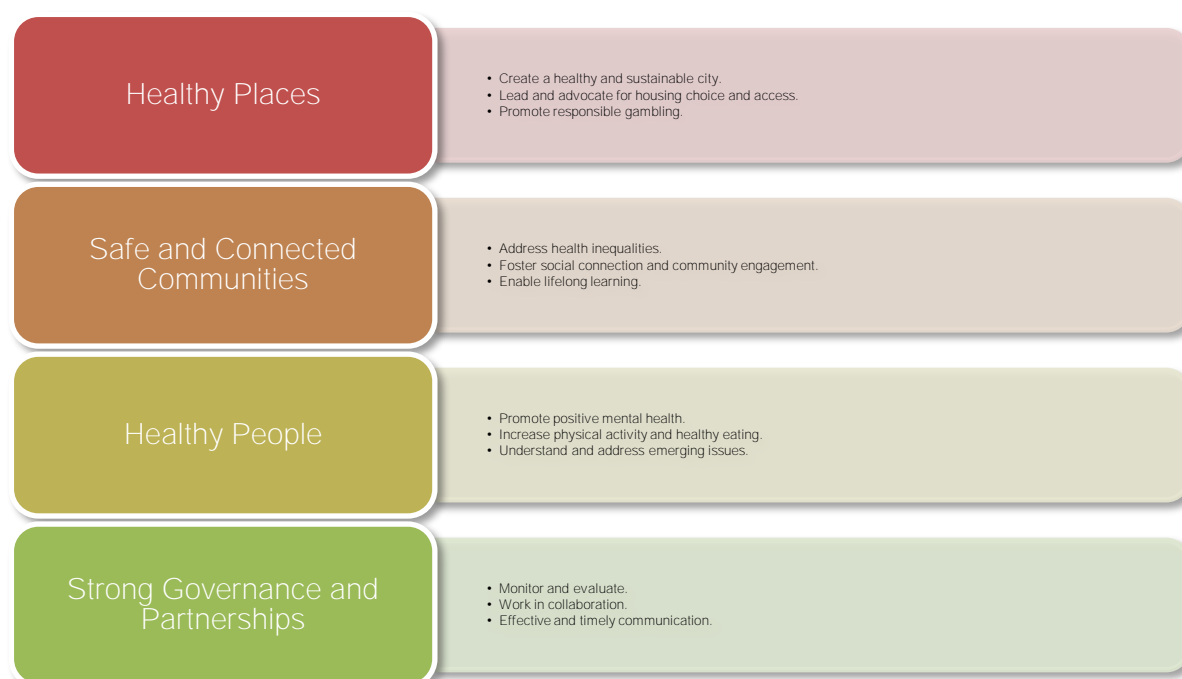 Healthy Places
• Create a healthy and sustainable city.
• Lead and advocate for housing choice and access.
• Promote responsible gambling.
Safe and Connected
Communities
• Address health inequalities.
• Foster social connection and community engagement.
• Enable lifelong learning.
Healthy People
• Promote positive mental health.
• Increase physical activity and healthy eating.
• Understand and address emerging issues.
Strong Governance and
Partnerships
• Monitor and evaluate.
• Work in collaboration.
• Effective and timely communication.